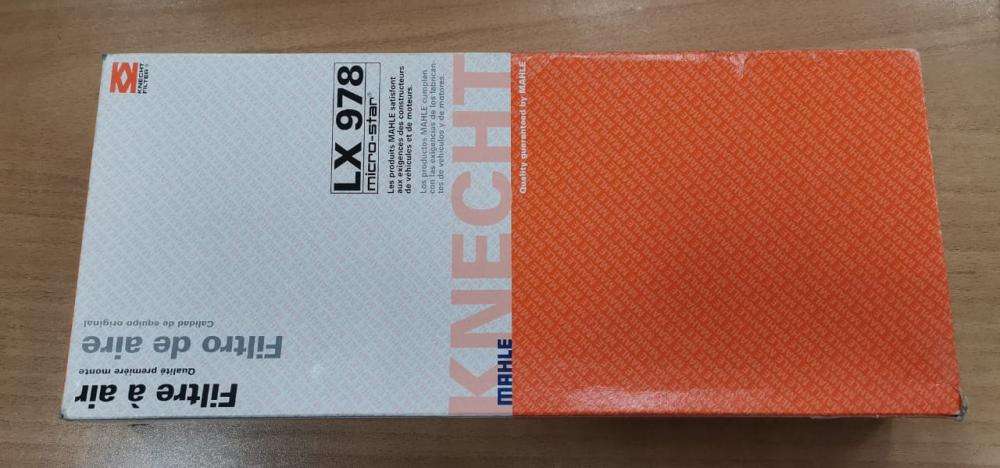 KNECHT
FILTER
LX 978
micro-star®
Les produits MAHLE satisfont
aux exigences des constructeurs
de véhicules et de moteurs.
Los productos MAHLE cumplen
con las exigencias de los fabrican-
tes de vehículos y de motores.
KNECHT
MAHLE
Quality guaranteed by MAHLE
Filtre à air
Qualité première monte
Filtro de aire
Calidad de equipo original